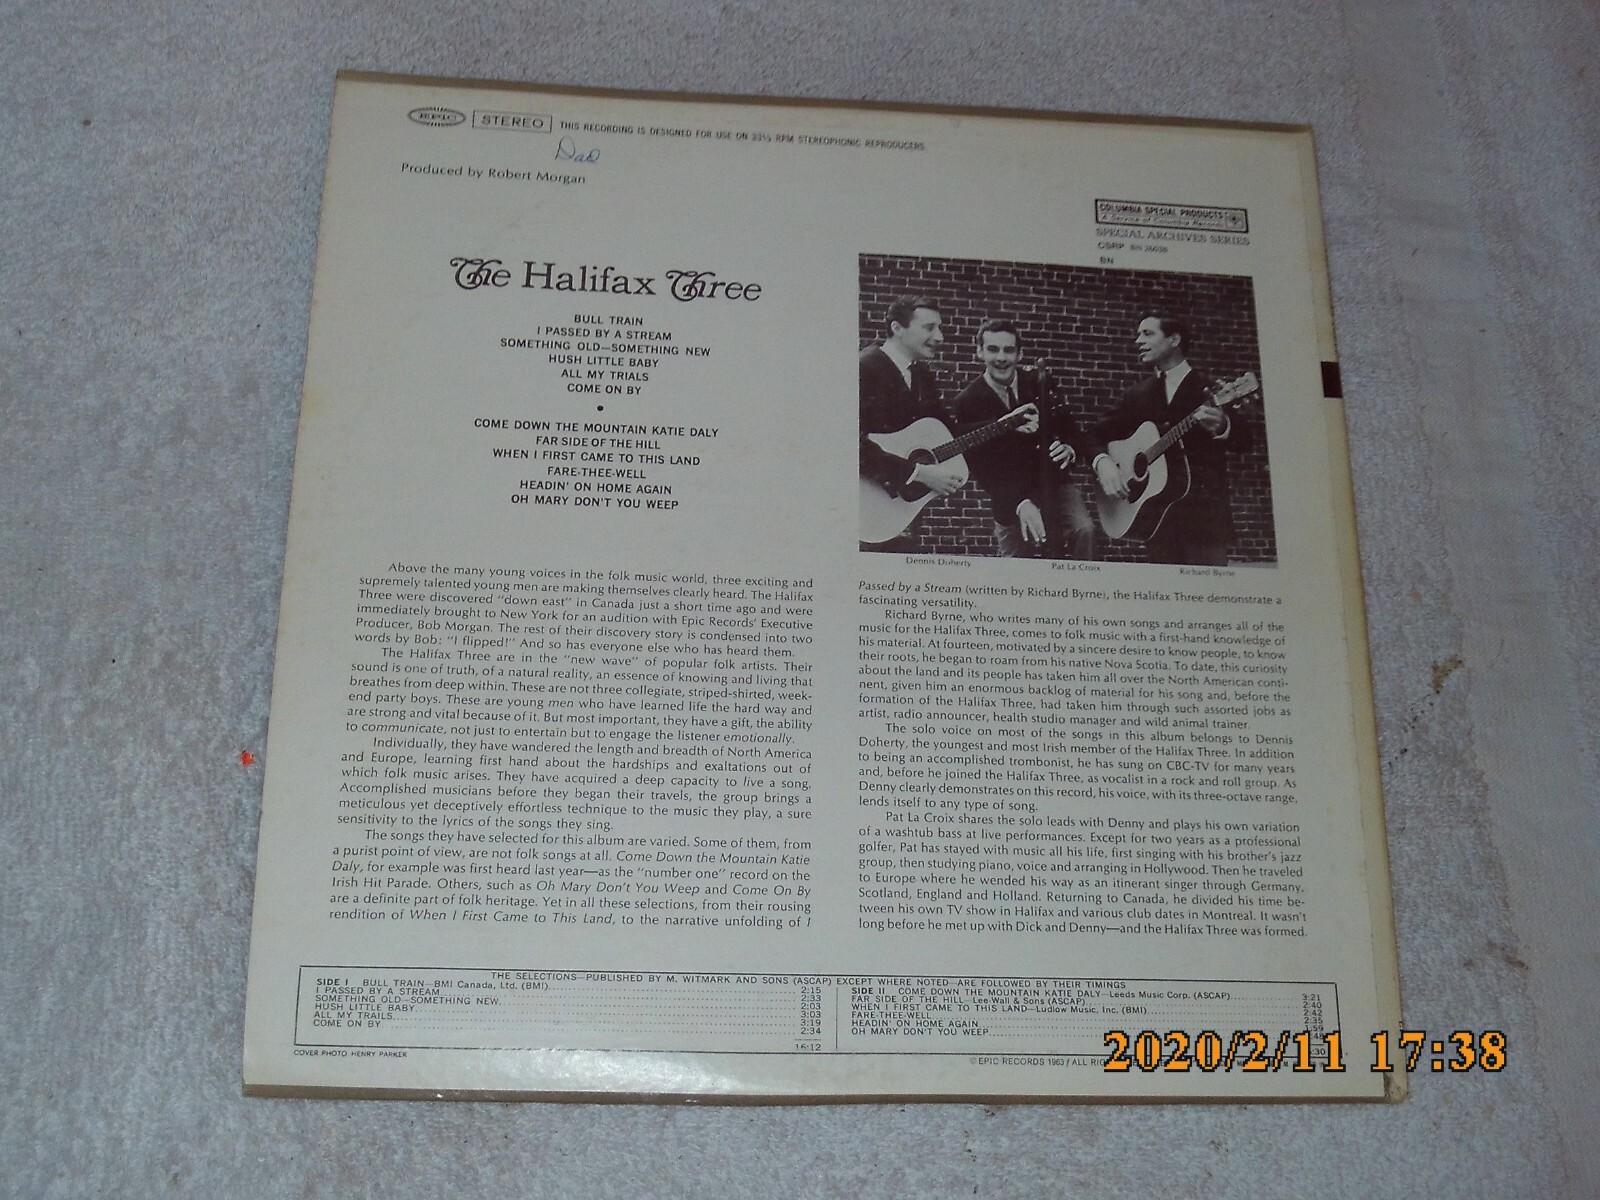 EPIC STEREO THIS RECORDING IS DESIGNED FOR USE ON 33⅓ RPM STEREOPHONIC REPRODUCERS
Dad
Produced by Robert Morgan
COLUMBIA SPECIAL PRODUCTS
A Service of Columbia Records
SPECIAL ARCHIVES SERIES
CSRP
BN
The Halifax Three
BULL TRAIN
I PASSED BY A STREAM
SOMETHING OLD—SOMETHING NEW
HUSH LITTLE BABY
ALL MY TRIALS
COME ON BY
•
COME DOWN THE MOUNTAIN KATIE DALY
FAR SIDE OF THE HILL
WHEN I FIRST CAME TO THIS LAND
FARE-THEE-WELL
HEADIN' ON HOME AGAIN
OH MARY DON'T YOU WEEP
Dennis Doherty Pat La Croix Richard Byrne
Above the many young voices in the folk music world, three exciting and
supremely talented young men are making themselves clearly heard. The Halifax
Three were discovered "down east" in Canada just a short time ago and were
immediately brought to New York for an audition with Epic Records' Executive
Producer, Bob Morgan. The rest of their discovery story is condensed into two
words by Bob: "I flipped!" And so has everyone else who has heard them.
The Halifax Three are in the "new wave" of popular folk artists. Their
sound is one of truth, of a natural reality, an essence of knowing and living that
breathes from deep within. These are not three collegiate, striped-shirted, week-
end party boys. These are young men who have learned life the hard way and
are strong and vital because of it. But most important, they have a gift, the ability
to communicate, not just to entertain but to engage the listener emotionally.
Individually, they have wandered the length and breadth of North America
and Europe, learning first hand about the hardships and exaltations out of
which folk music arises. They have acquired a deep capacity to live a song.
Accomplished musicians before they began their travels, the group brings a
meticulous yet deceptively effortless technique to the music they play, a sure
sensitivity to the lyrics of the songs they sing.
The songs they have selected for this album are varied. Some of them, from
a purist point of view, are not folk songs at all. Come Down the Mountain Katie
Daly, for example was first heard last year—as the "number one" record on the
Irish Hit Parade. Others, such as Oh Mary Don't You Weep and Come On By
are a definite part of folk heritage. Yet in all these selections, from their rousing
rendition of When I First Came to This Land, to the narrative unfolding of I
Passed by a Stream (written by Richard Byrne), the Halifax Three demonstrate a
fascinating versatility.
Richard Byrne, who writes many of his own songs and arranges all of the
music for the Halifax Three, comes to folk music with a first-hand knowledge of
his material. At fourteen, motivated by a sincere desire to know people, to know
their roots, he began to roam from his native Nova Scotia. To date, this curiosity
about the land and its people has taken him all over the North American conti-
nent, given him an enormous backlog of material for his song and, before the
formation of the Halifax Three, had taken him through such assorted jobs as
artist, radio announcer, health studio manager and wild animal trainer.
The solo voice on most of the songs in this album belongs to Dennis
Doherty, the youngest and most Irish member of the Halifax Three. In addition
to being an accomplished trombonist, he has sung on CBC-TV for many years
and, before he joined the Halifax Three, as vocalist in a rock and roll group. As
Denny clearly demonstrates on this record, his voice, with its three-octave range,
lends itself to any type of song.
Pat La Croix shares the solo leads with Denny and plays his own variation
of a washtub bass at live performances. Except for two years as a professional
golfer, Pat has stayed with music all his life, first singing with his brother's jazz
group, then studying piano, voice and arranging in Hollywood. Then he traveled
to Europe where he wended his way as an itinerant singer through Germany,
Scotland, England and Holland. Returning to Canada, he divided his time be-
tween his own TV show in Halifax and various club dates in Montreal. It wasn't
long before he met up with Dick and Denny—and the Halifax Three was formed.
THE SELECTIONS—PUBLISHED BY M. WITMARK AND SONS (ASCAP) EXCEPT WHERE NOTED—ARE FOLLOWED BY THEIR TIMINGS
SIDE I BULL TRAIN—BMI Canada, Ltd. (BMI) 2:15
I PASSED BY A STREAM 2:33
SOMETHING OLD-SOMETHING NEW 2:03
HUSH LITTLE BABY 3:03
ALL MY TRAILS 3:19
COME ON BY 2:34
16:12
SIDE II COME DOWN THE MOUNTAIN KATIE DALY—Leeds Music Corp. (ASCAP) 3:21
FAR SIDE OF THE HILL—Lee-Wall & Sons (ASCAP) 2:40
WHEN I FIRST CAME TO THIS LAND—Ludlow Music, Inc. (BMI) 2:42
FARE-THEE-WELL 2:35
HEADIN' ON HOME AGAIN
OH MARY DON'T YOU WEEP
COVER PHOTO HENRY PARKER
© EPIC RECORDS 1963/ALL
2020/2/11 17:38